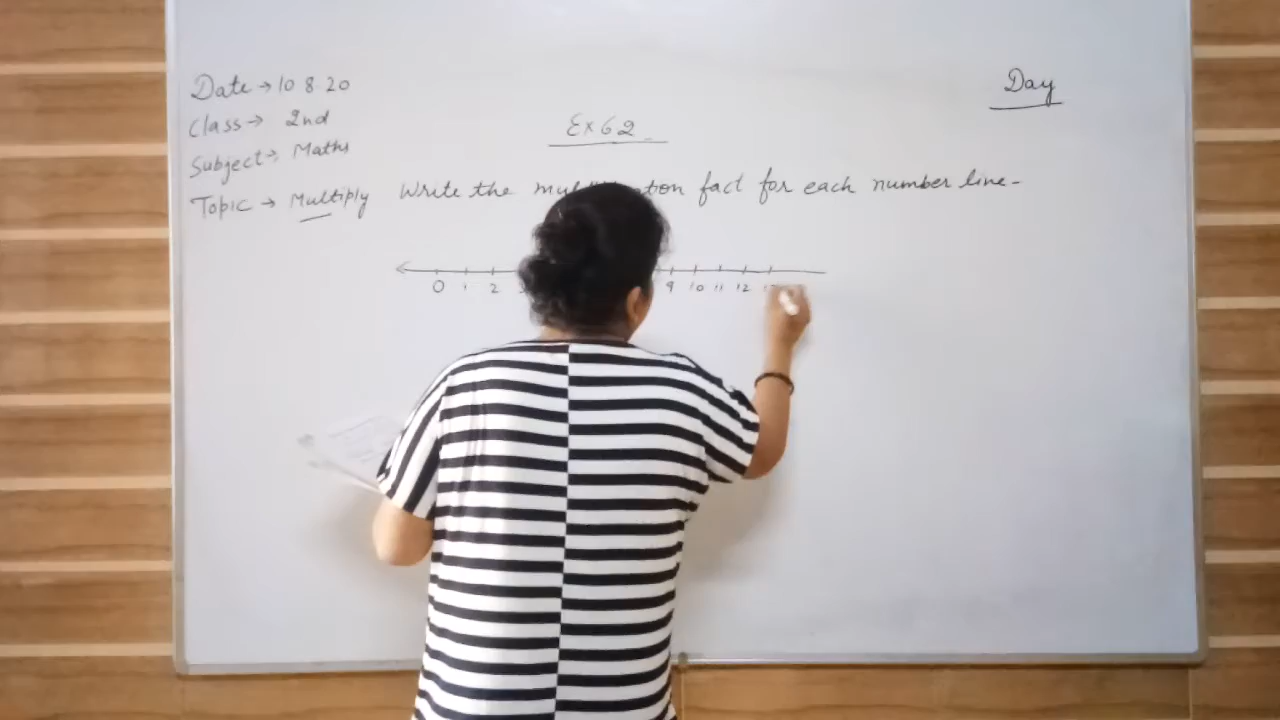 Date → 10 8 20
Day
Class → 2nd
Ex 6 2
Subject → Maths
Topic → Multiply
Write the fact for each number line-
0 1 2 9 10 11 12